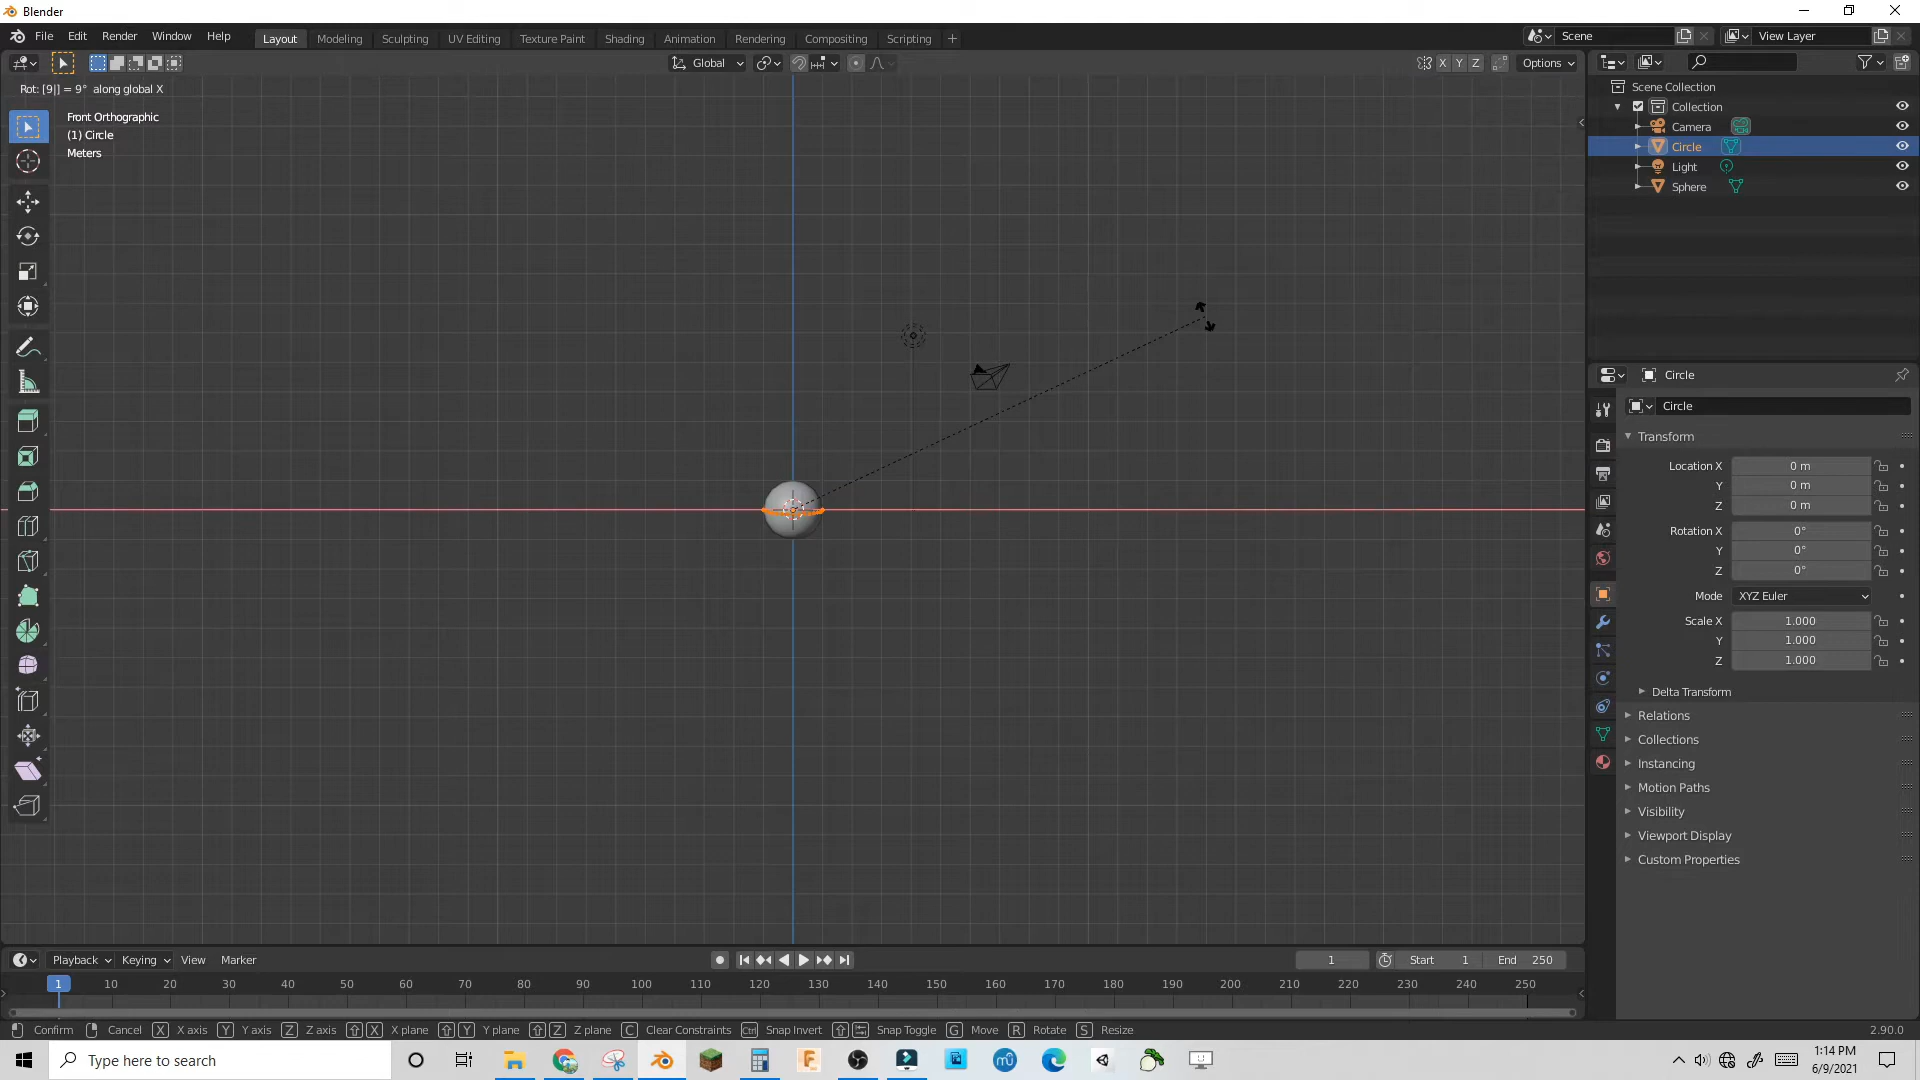 Blender
File Edit Render Window Help Layout Modeling Sculpting UV Editing Texture Paint Shading Animation Rendering Compositing Scripting + Scene View Layer
Global X Y Z Options
Rot: [9|] = 9° along global X
Front Orthographic
(1) Circle
Meters
Scene Collection
Collection
Camera
Circle
Light
Sphere
Circle
Circle
Transform
Location X 0 m
Y 0 m
Z 0 m
Rotation X 0°
Y 0°
Z 0°
Mode XYZ Euler
Scale X 1.000
Y 1.000
Z 1.000
Delta Transform
Relations
Collections
Instancing
Motion Paths
Visibility
Viewport Display
Custom Properties
Playback Keying View Marker 1 Start 1 End 250
1 10 20 30 40 50 60 70 80 90 100 110 120 130 140 150 160 170 180 190 200 210 220 230 240 250
Confirm Cancel X X axis Y Y axis Z Z axis X X plane Y Y plane Z Z plane C Clear Constraints Ctrl Snap Invert Snap Toggle G Move R Rotate S Resize 2.90.0
Type here to search
1:14 PM
6/9/2021